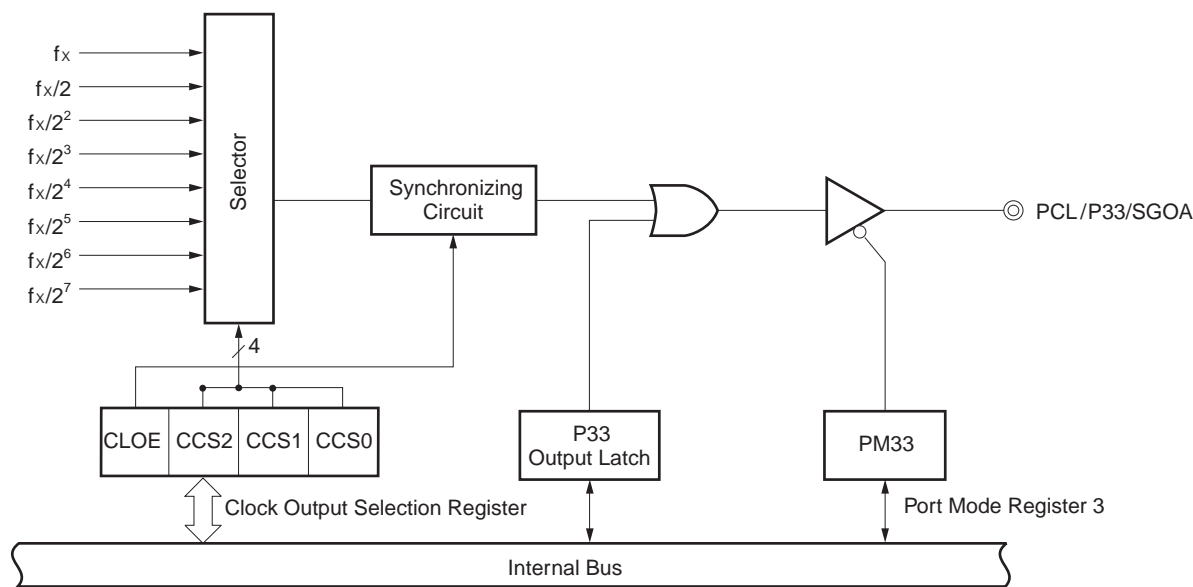 fX
fX/2
fX/2²
fX/2³
fX/2⁴
fX/2⁵
fX/2⁶
fX/2⁷
Selector
Synchronizing
Circuit
PCL/P33/SGOA
4
CLOE CCS2 CCS1 CCS0
P33
Output Latch
PM33
Clock Output Selection Register
Port Mode Register 3
Internal Bus